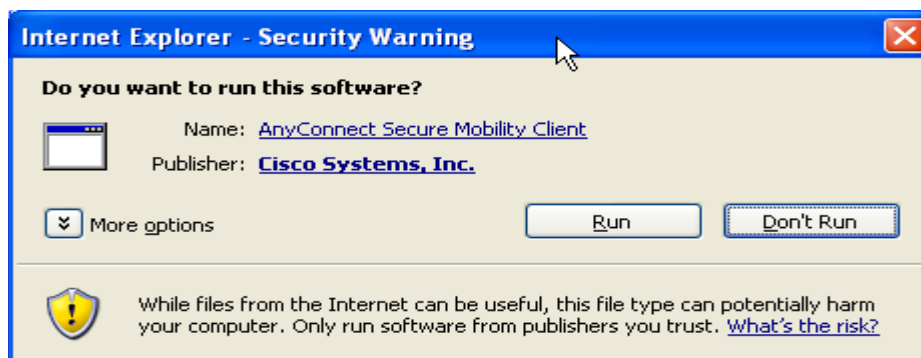 Internet Explorer - Security Warning
Do you want to run this software?
Name: AnyConnect Secure Mobility Client
Publisher: Cisco Systems, Inc.
More options
Run
Don't Run
While files from the Internet can be useful, this file type can potentially harm
your computer. Only run software from publishers you trust. What's the risk?